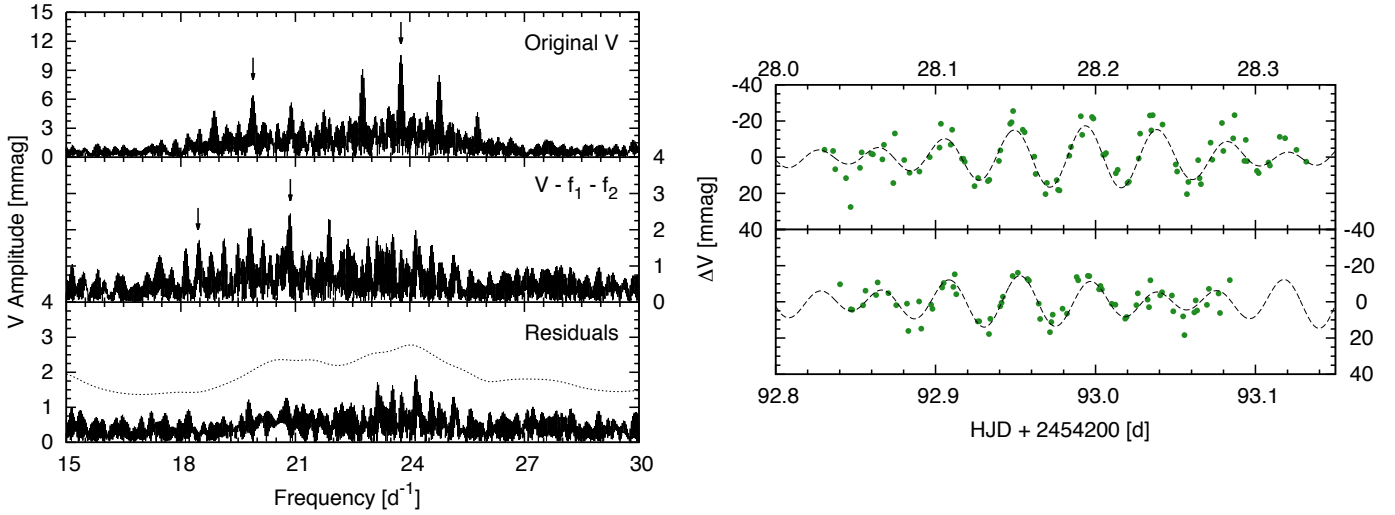 15
12
9
6
3
0
Original V
4
3
2
1
0
V - f₁ - f₂
4
3
2
1
0
Residuals
15 18 21 24 27 30
Frequency [d⁻¹]
V Amplitude [mmag]
28.0 28.1 28.2 28.3
-40
-20
0
20
40
-40
-20
0
20
40
ΔV [mmag]
92.8 92.9 93.0 93.1
HJD + 2454200 [d]